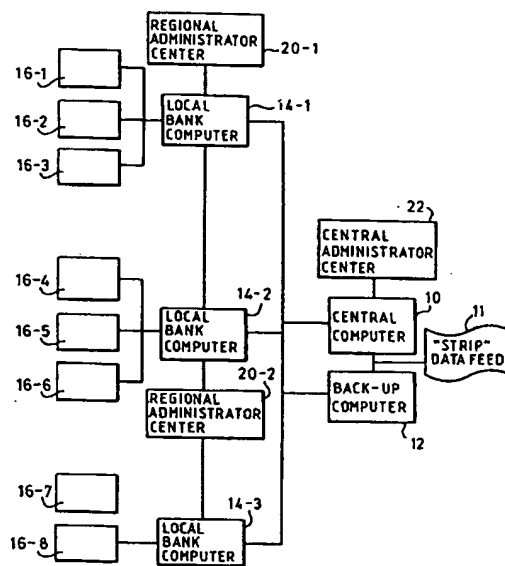 REGIONAL
ADMINISTRATOR
CENTER
20-1
16-1
16-2
16-3
LOCAL
BANK
COMPUTER
14-1
22
CENTRAL
ADMINISTRATOR
CENTER
16-4
16-5
16-6
LOCAL
BANK
COMPUTER
14-2
10
CENTRAL
COMPUTER
11
"STRIP"
DATA FEED
REGIONAL
ADMINISTRATOR
CENTER
20-2
BACK-UP
COMPUTER
12
16-7
16-8
LOCAL
BANK
COMPUTER
14-3